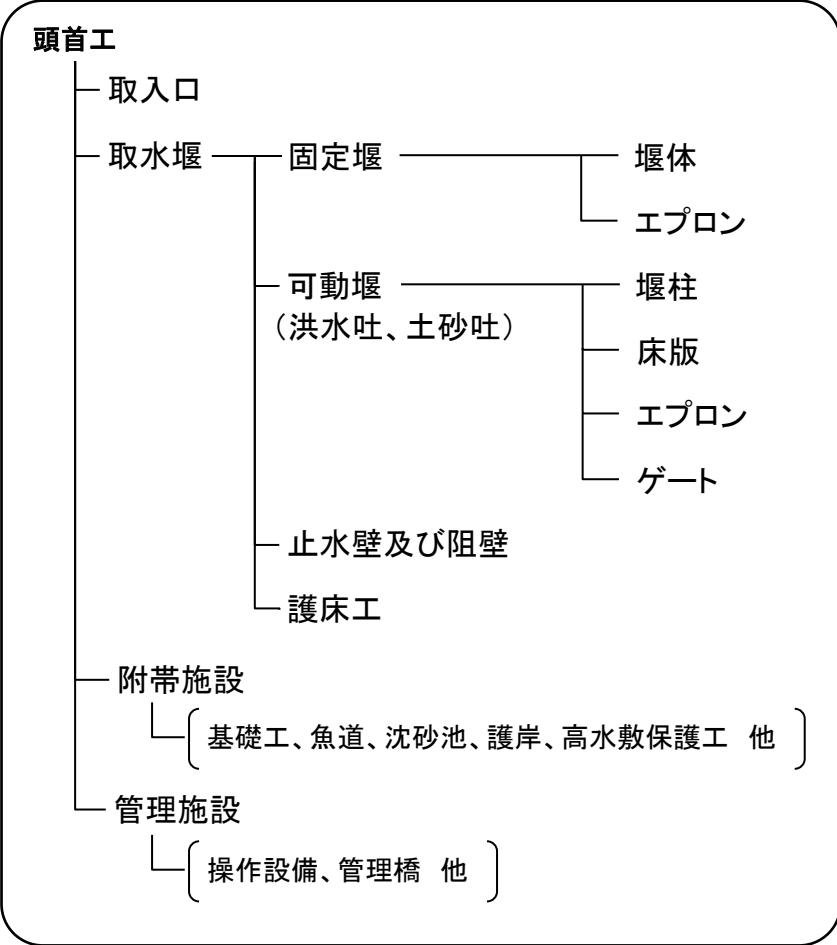 頭首工
取入口
取水堰 固定堰 堰体
エプロン
可動堰 堰柱
（洪水吐、土砂吐）
床版
エプロン
ゲート
止水壁及び阻壁
護床工
附帯施設
基礎工、魚道、沈砂池、護岸、高水敷保護工 他
管理施設
操作設備、管理橋 他